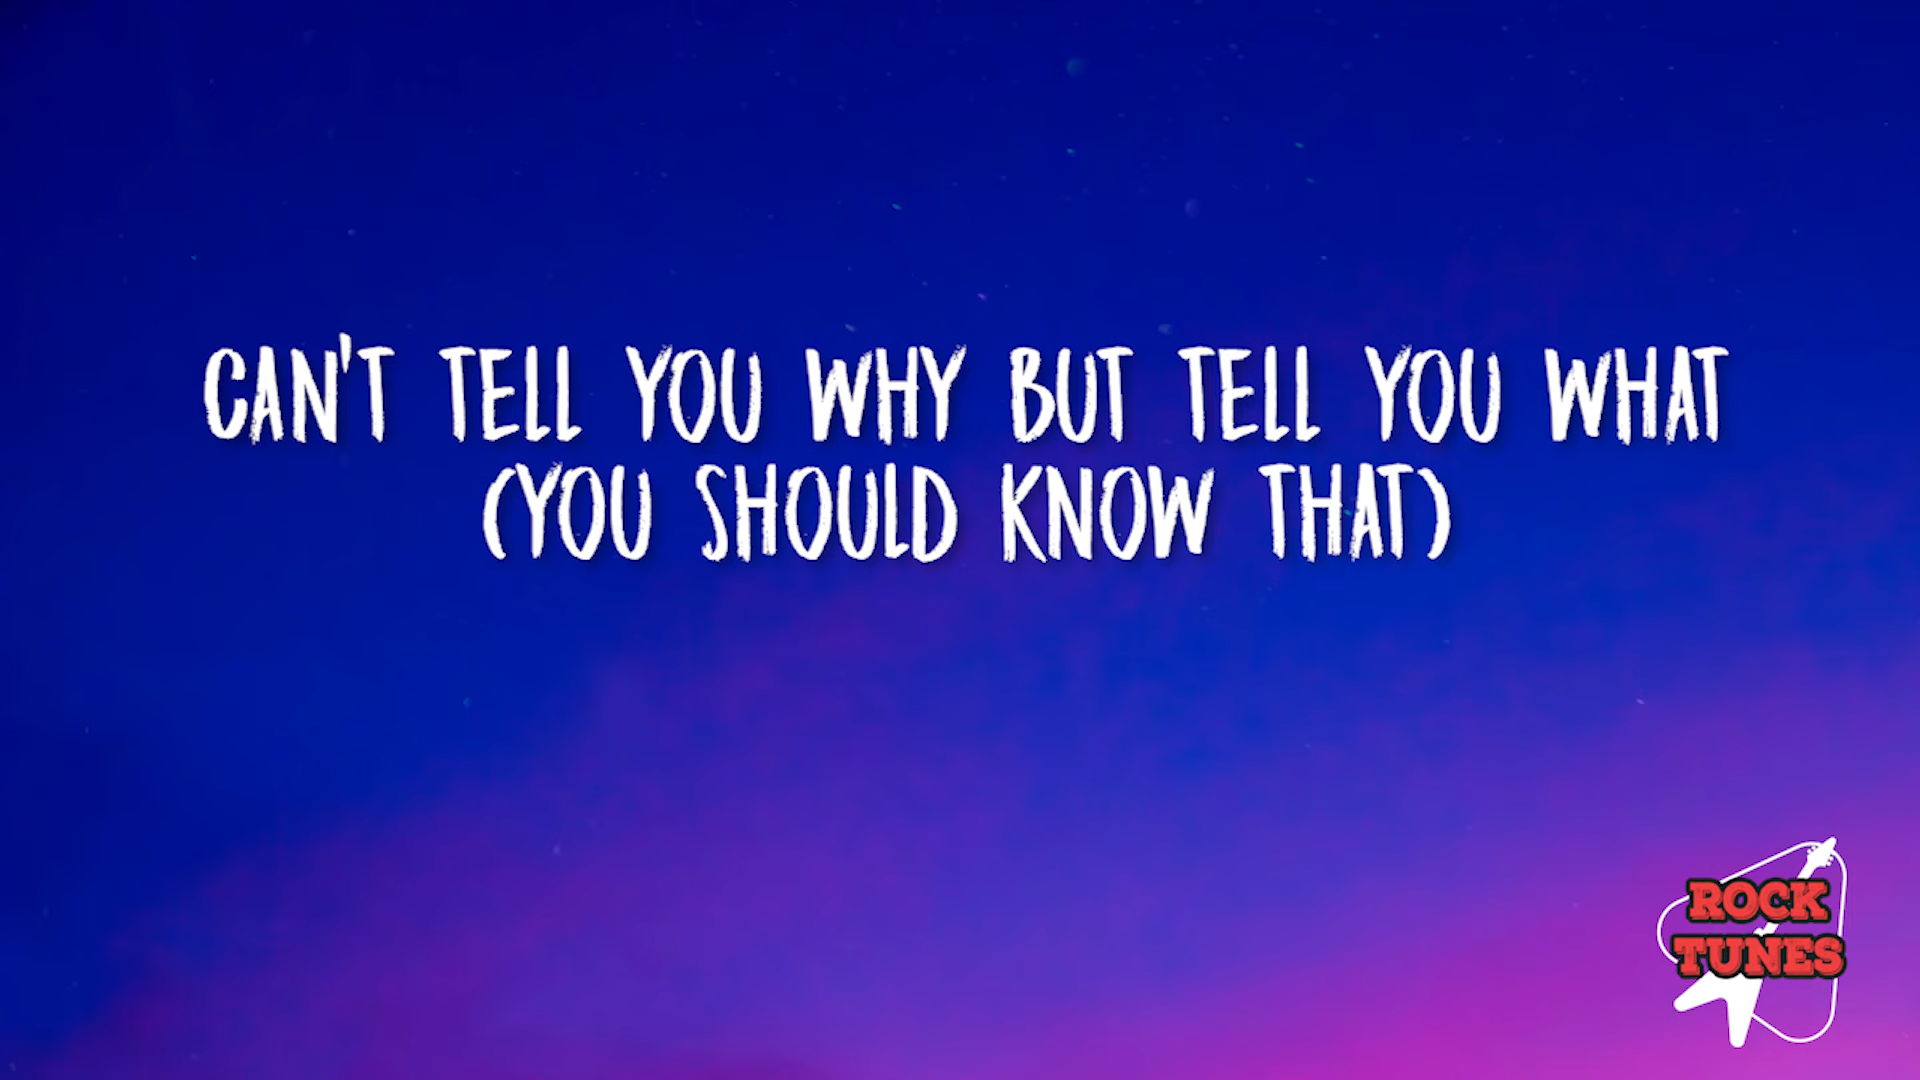 CAN'T TELL YOU WHY BUT TELL YOU WHAT
(YOU SHOULD KNOW THAT)
ROCK
TUNES